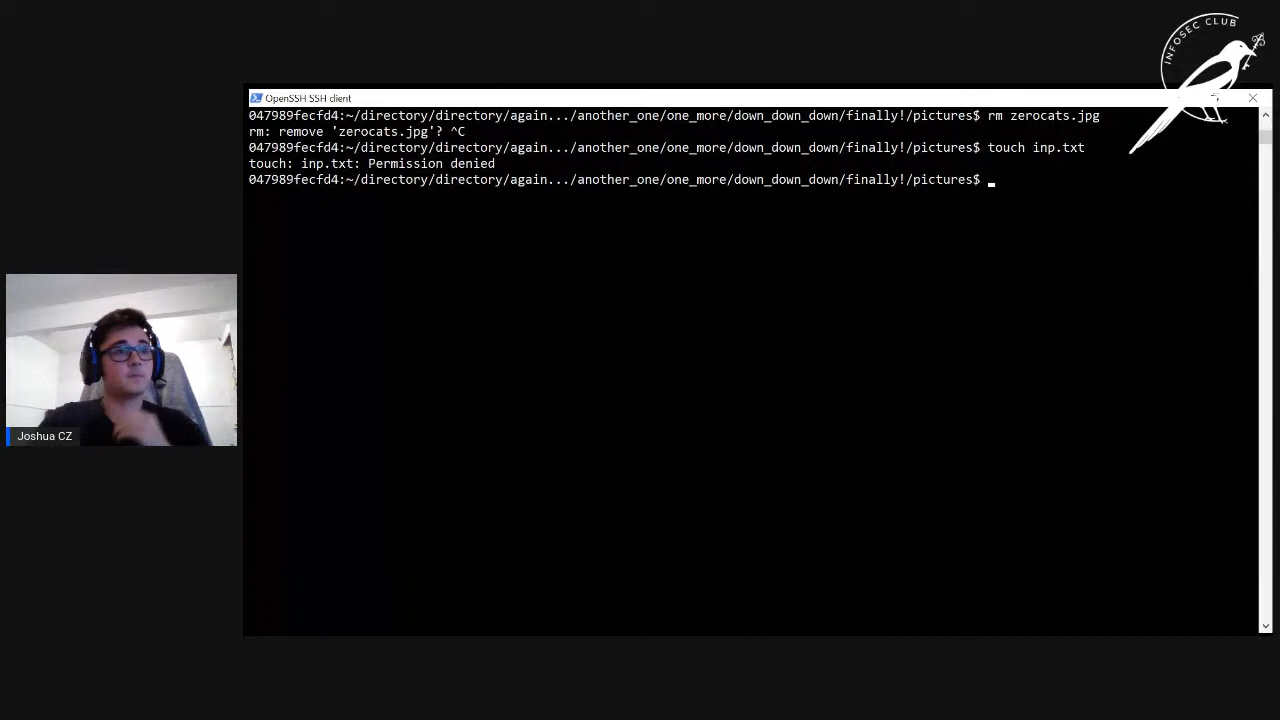 INFOSEC CLUB
OpenSSH SSH client
047989fecfd4:~/directory/directory/again.../another_one/one_more/down_down_down/finally!/pictures$ rm zerocats.jpg
rm: remove 'zerocats.jpg'? ^C
047989fecfd4:~/directory/directory/again.../another_one/one_more/down_down_down/finally!/pictures$ touch inp.txt
touch: inp.txt: Permission denied
047989fecfd4:~/directory/directory/again.../another_one/one_more/down_down_down/finally!/pictures$
Joshua CZ